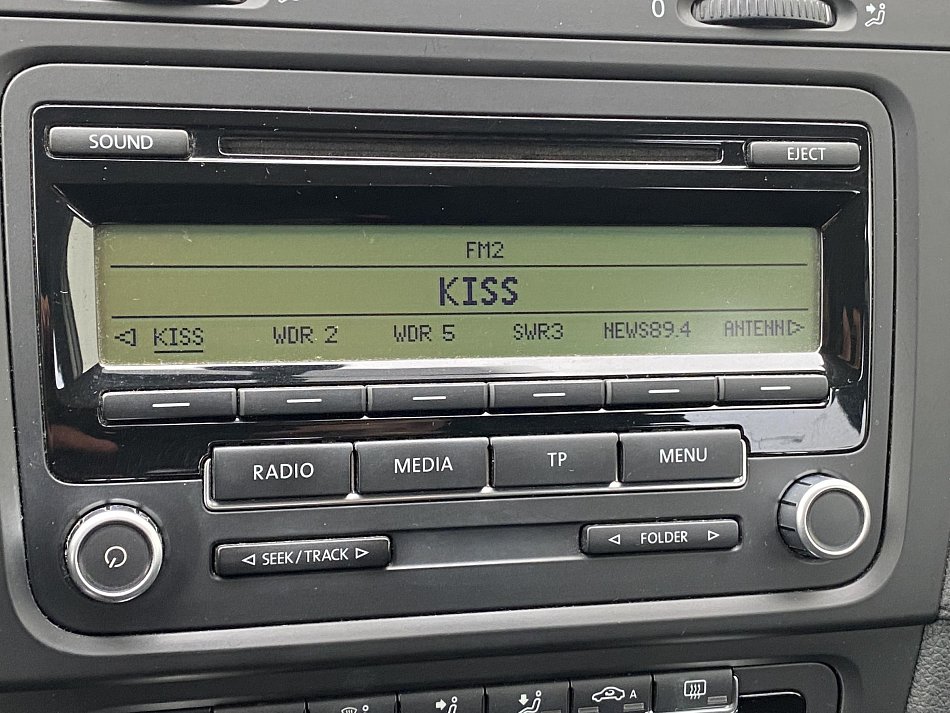 0
SOUND EJECT
FM2
KISS
KISS WDR 2 WDR 5 SWR3 NEWS89.4 ANTENN
RADIO MEDIA TP MENU
SEEK/TRACK FOLDER
A